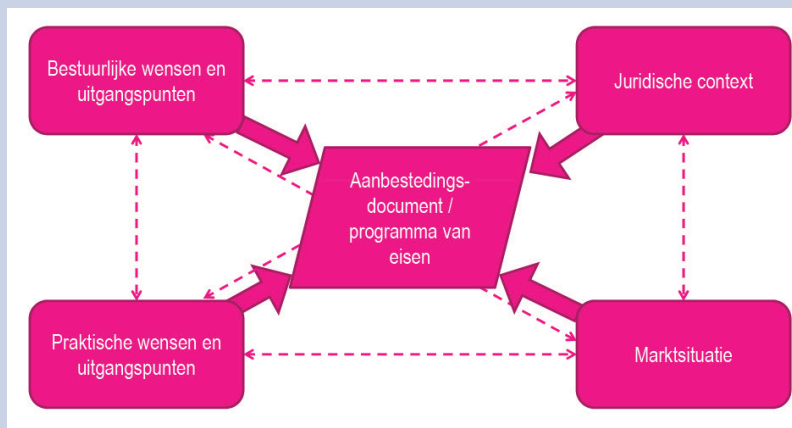 Bestuurlijke wensen en
uitgangspunten
Juridische context
Aanbestedings-
document /
programma van
eisen
Praktische wensen en
uitgangspunten
Marktsituatie